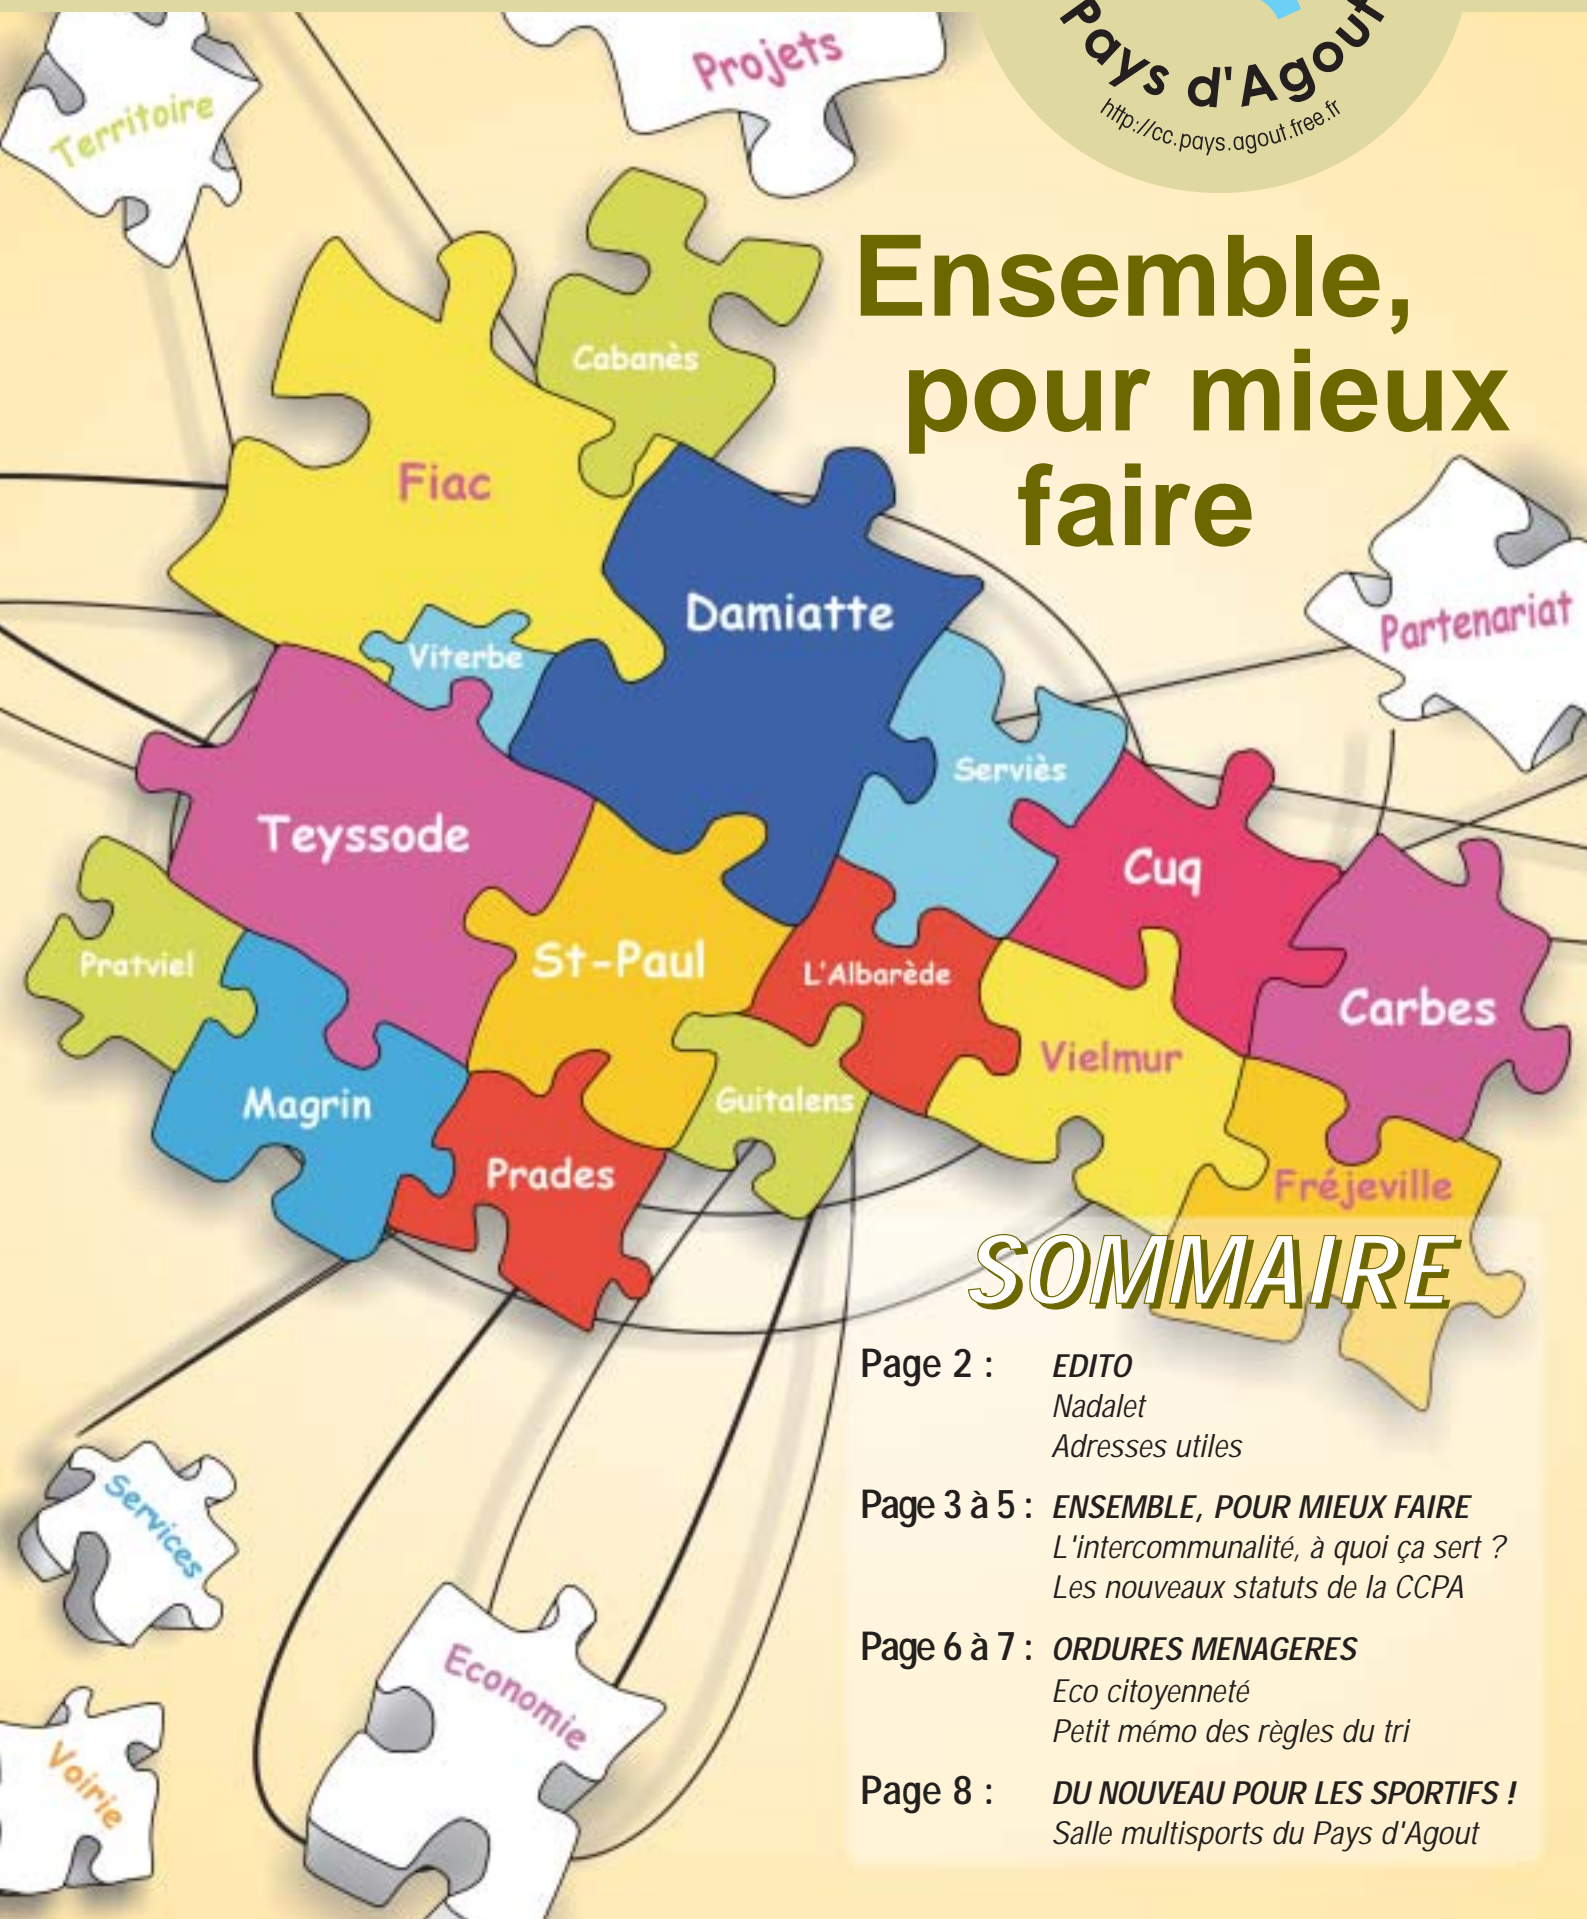 Pays d'Agout
http://cc.pays.agout.free.fr
Projets
Territoire
Ensemble,
pour mieux
faire
Cabanès
Fiac
Partenariat
Damiatte
Viterbe
Serviès
Teyssode
Cuq
St-Paul
L'Albarède
Pratviel
Carbes
Vielmur
Magrin
Guitalens
Prades
Fréjeville
SOMMAIRE
Page 2 : EDITO
Nadalet
Adresses utiles
Page 3 à 5 : ENSEMBLE, POUR MIEUX FAIRE
L'intercommunalité, à quoi ça sert ?
Les nouveaux statuts de la CCPA
Page 6 à 7 : ORDURES MENAGERES
Eco citoyenneté
Petit mémo des règles du tri
Page 8 : DU NOUVEAU POUR LES SPORTIFS !
Salle multisports du Pays d'Agout
Services
Economie
Voirie